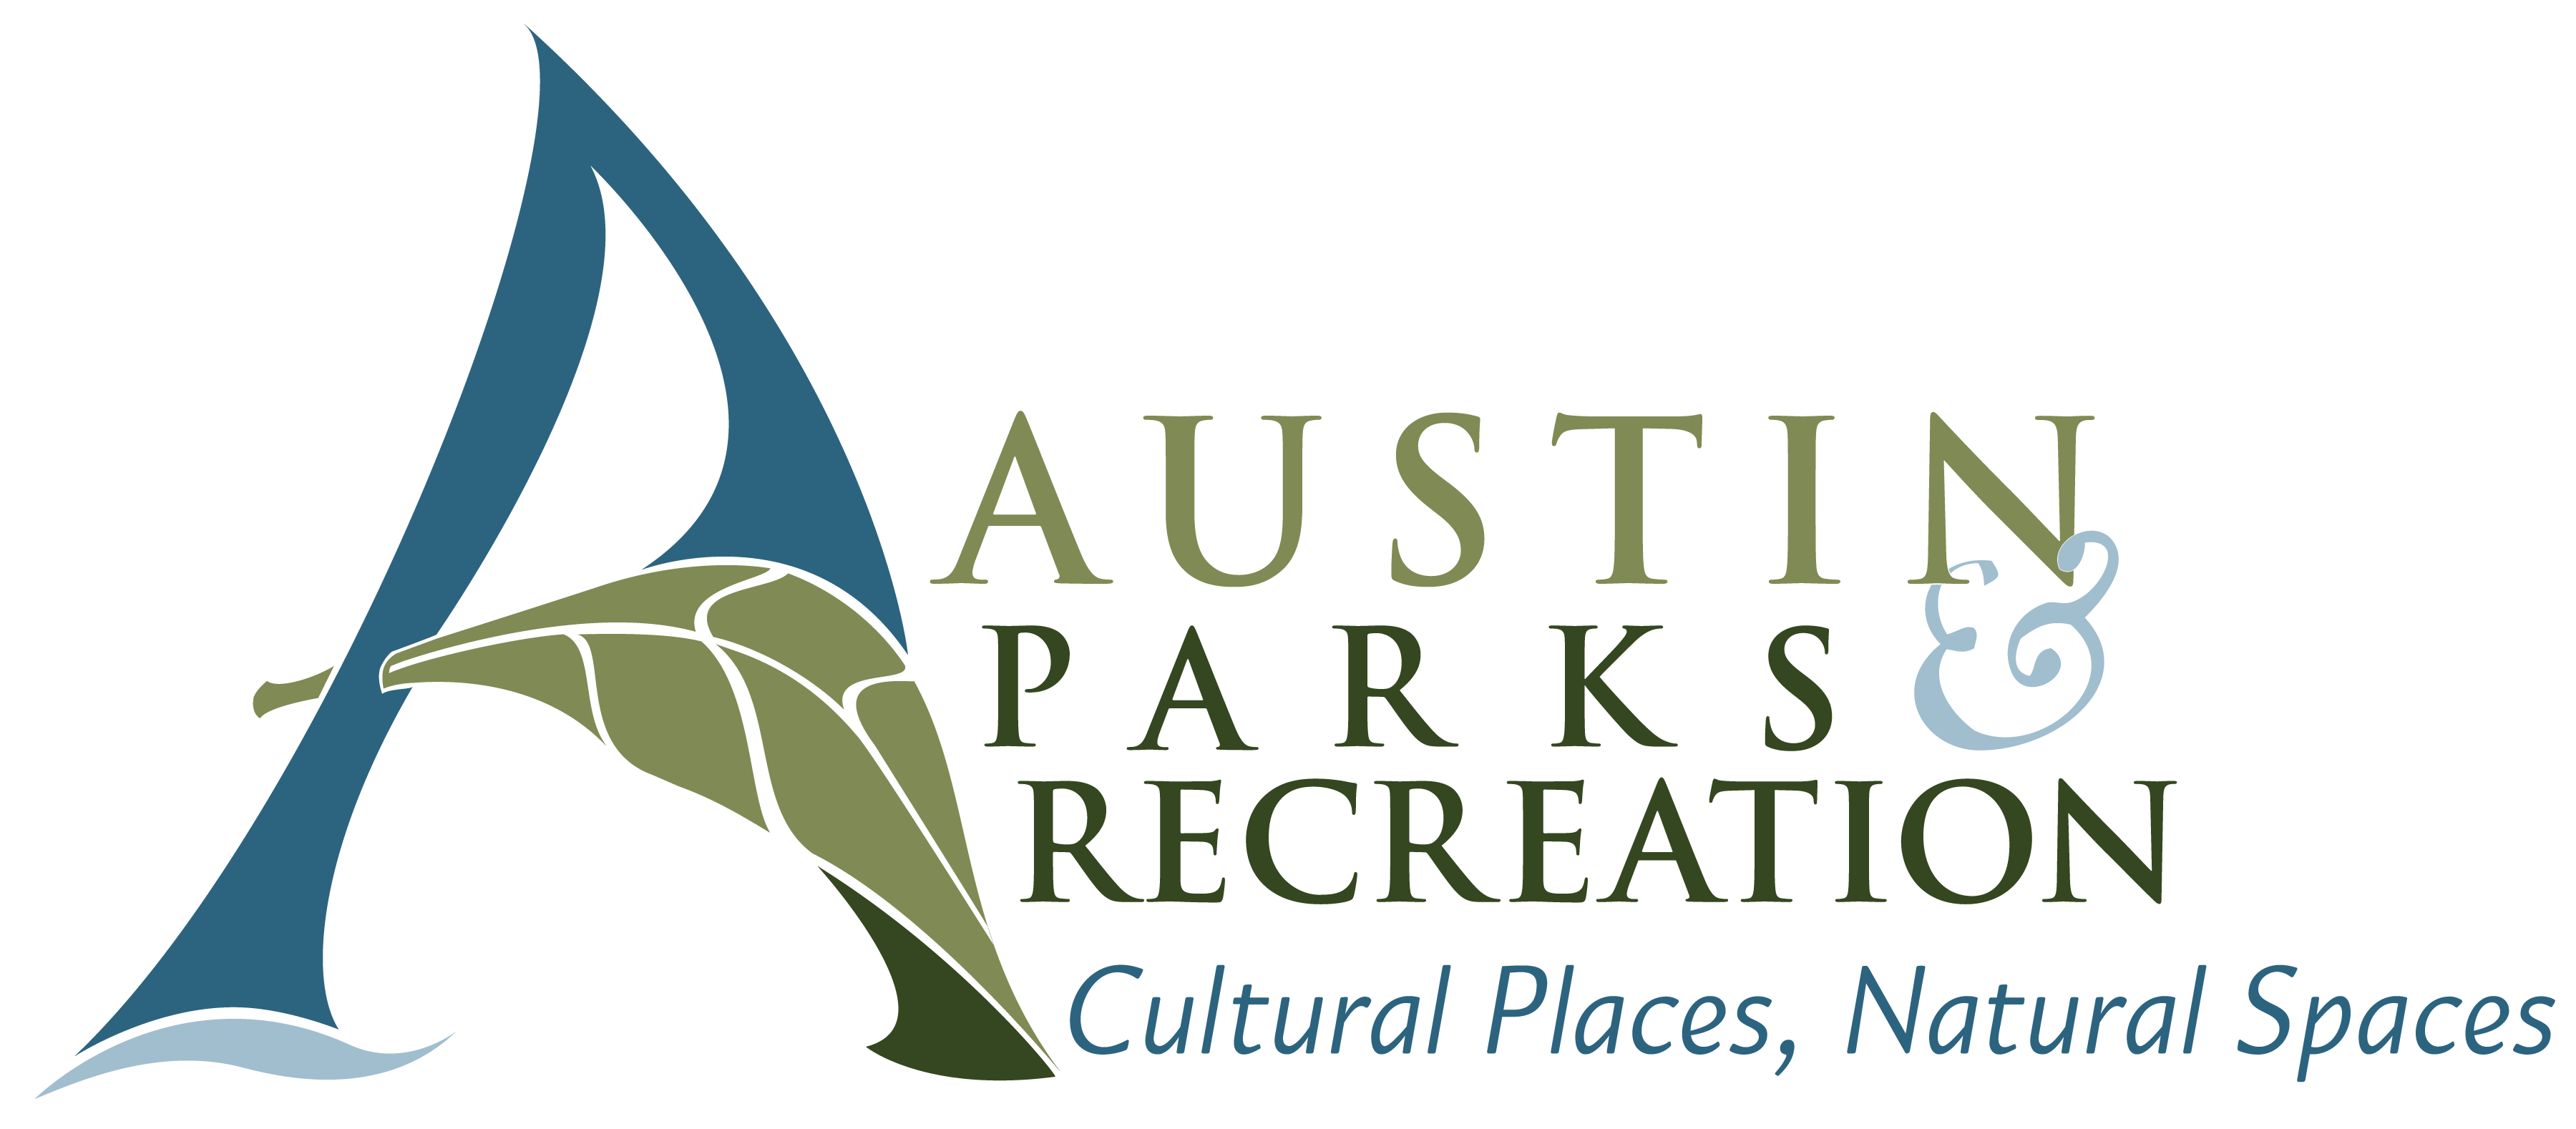 AUSTIN
PARKS &
RECREATION
Cultural Places, Natural Spaces